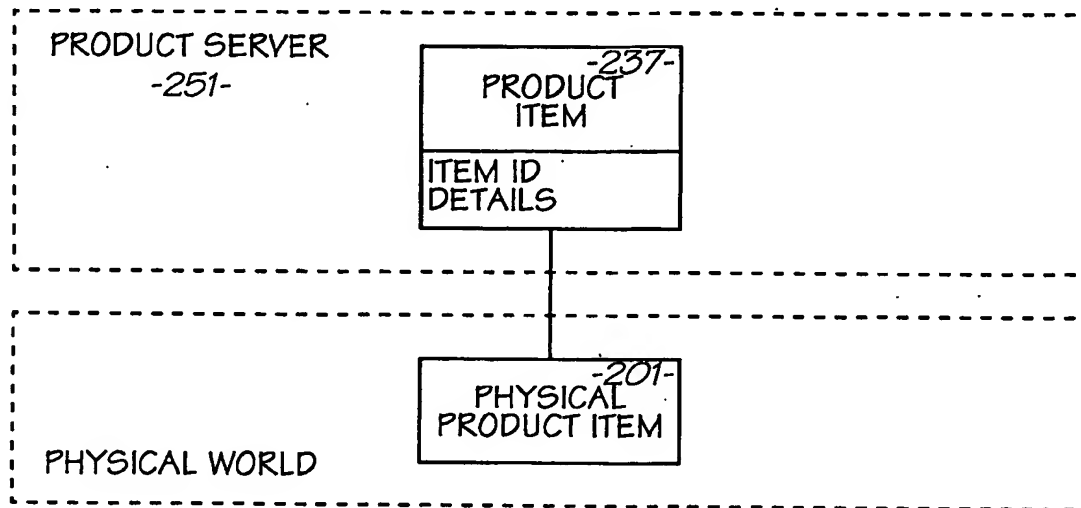 PRODUCT SERVER
-251-
-237-
PRODUCT
ITEM
ITEM ID
DETAILS
-201-
PHYSICAL
PRODUCT ITEM
PHYSICAL WORLD